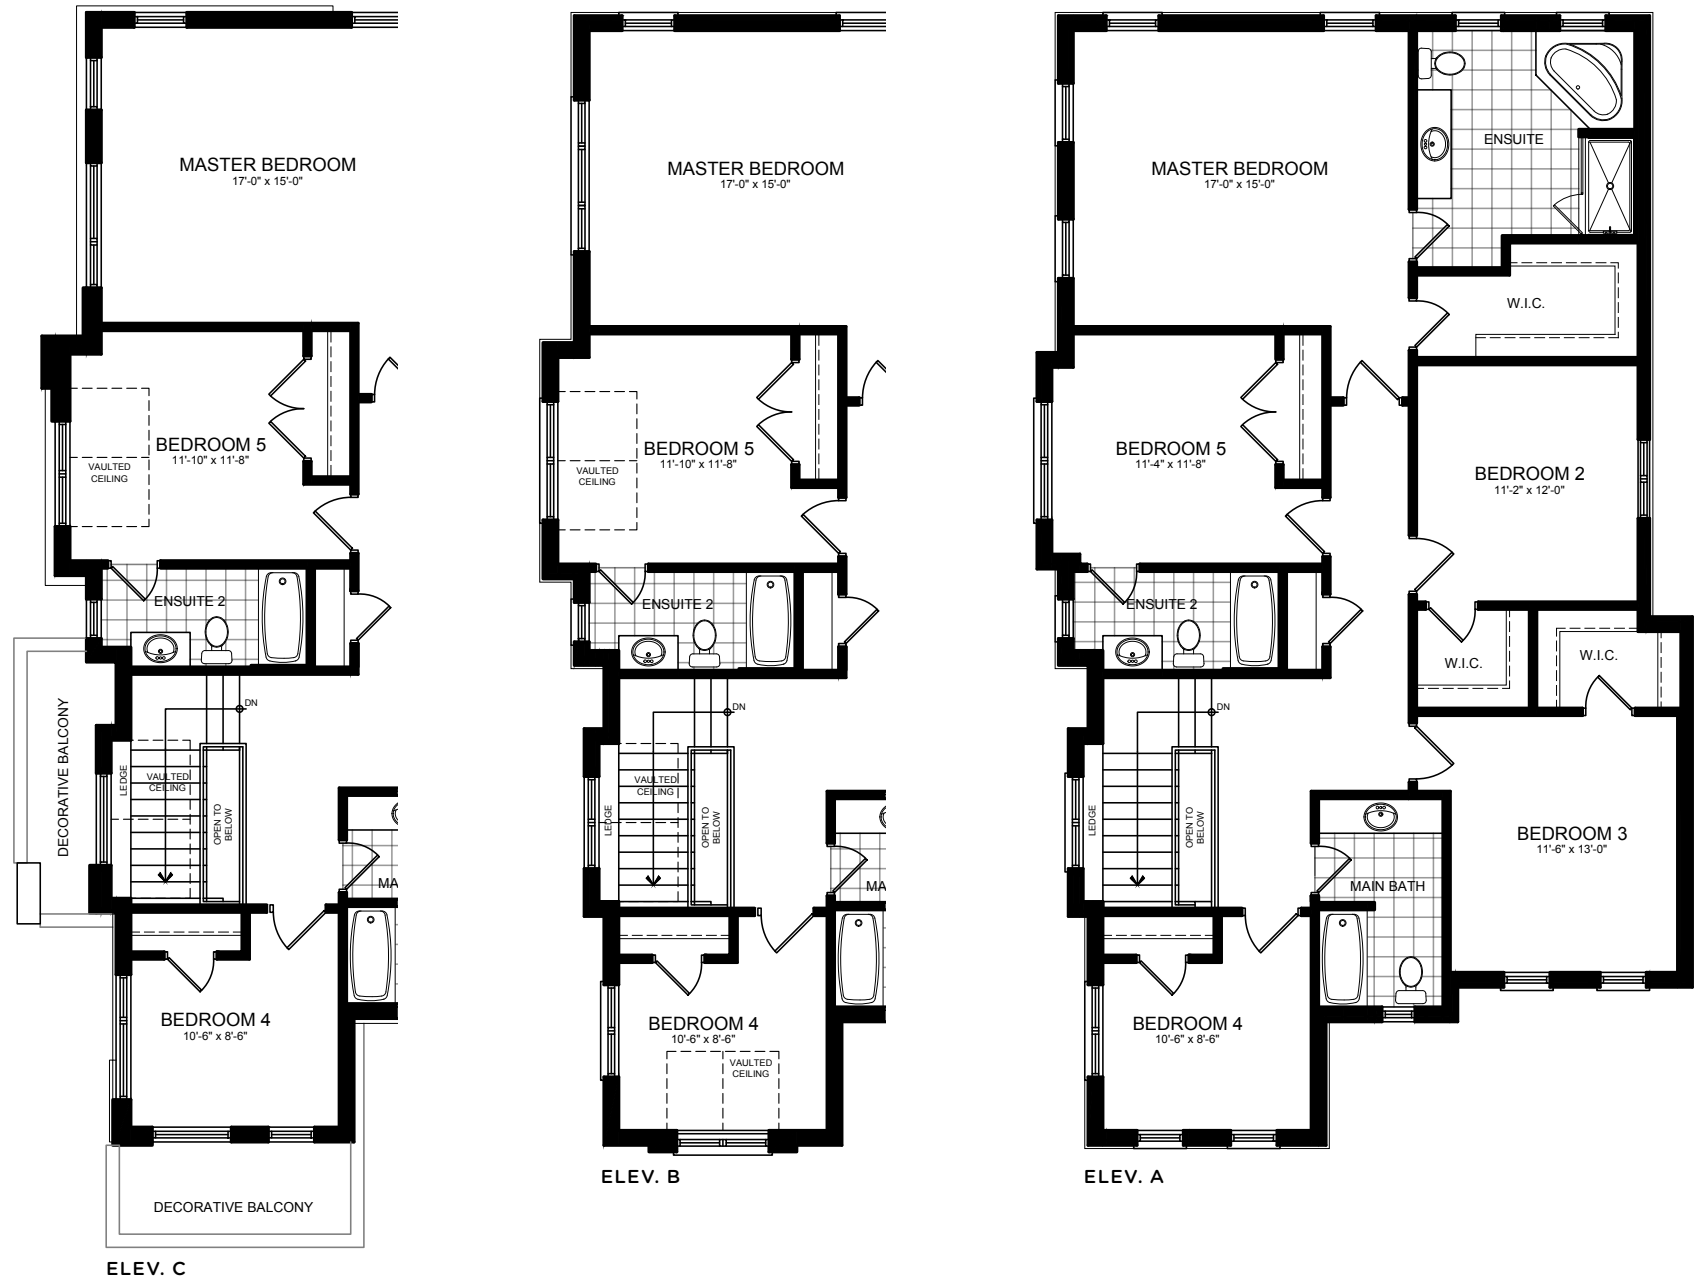 MASTER BEDROOM
17'-0" x 15'-0"
BEDROOM 5
11'-10" x 11'-8"
VAULTED
CEILING
ENSUITE 2
DN
DECORATIVE BALCONY
LEDGE
VAULTED
CEILING
OPEN TO
BELOW
MA
BEDROOM 4
10'-6" x 8'-6"
DECORATIVE BALCONY
ELEV. C
MASTER BEDROOM
17'-0" x 15'-0"
BEDROOM 5
11'-10" x 11'-8"
VAULTED
CEILING
ENSUITE 2
DN
LEDGE
VAULTED
CEILING
OPEN TO
BELOW
MA
BEDROOM 4
10'-6" x 8'-6"
VAULTED
CEILING
ELEV. B
MASTER BEDROOM
17'-0" x 15'-0"
ENSUITE
W.I.C.
BEDROOM 5
11'-4" x 11'-8"
BEDROOM 2
11'-2" x 12'-0"
ENSUITE 2
W.I.C.
W.I.C.
DN
LEDGE
OPEN TO
BELOW
BEDROOM 3
11'-6" x 13'-0"
MAIN BATH
BEDROOM 4
10'-6" x 8'-6"
ELEV. A